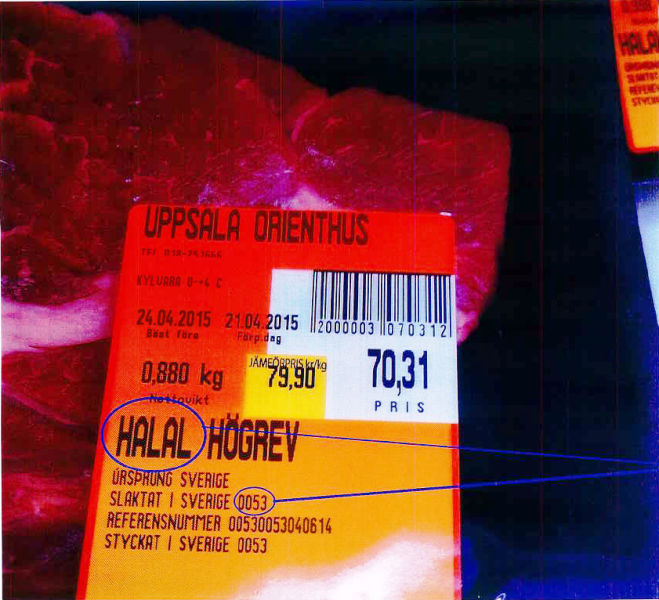 UPPSALA ORIENTHUS
KYLVARA 0-+4 C
24.04.2015 21.04.2015
Bäst före Förp.dag
2000003 070312
JÄMFÖRPRIS kr/kg
0,880 kg 79,90 70,31
Nettovikt PRIS
HALAL HÖGREV
URSPRUNG SVERIGE
SLAKTAT I SVERIGE 0053
REFERENSNUMMER 00530053040614
STYCKAT I SVERIGE 0053
HALAL